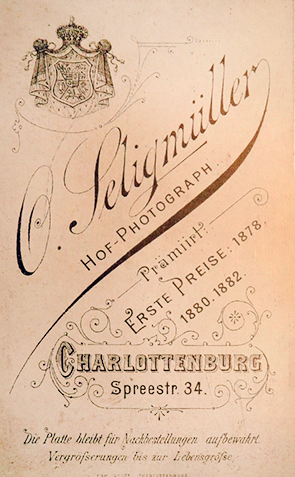 O. Seligmüller
HOF-PHOTOGRAPH.
Prämiirt:
ERSTE PREISE: 1878.
1880. 1882.
CHARLOTTENBURG
Spreestr. 34.
Die Platte bleibt für Nachbestellungen aufbewahrt.
Vergrößerungen bis zur Lebensgröße.